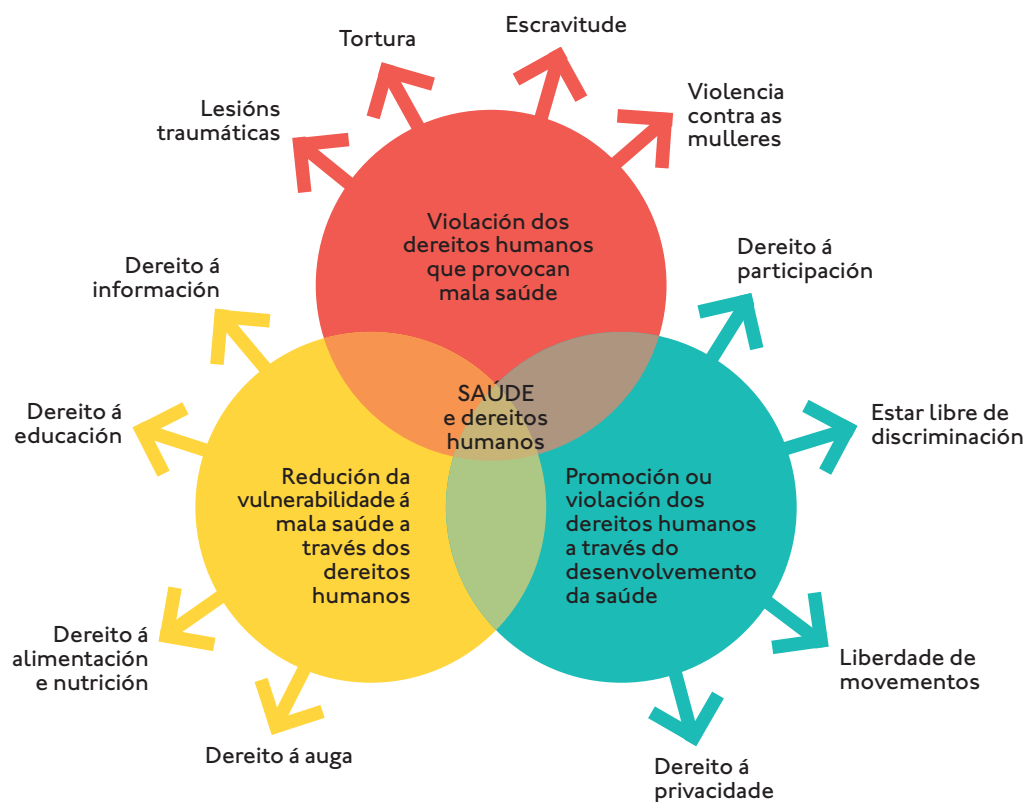 Escravitude
Tortura
Lesións
traumáticas
Violencia
contra as
mulleres
Violación dos
dereitos humanos
que provocan
mala saúde
Dereito á
información
Dereito á
participación
SAÚDE
e dereitos
humanos
Dereito á
educación
Estar libre de
discriminación
Redución da
vulnerabilidade á
mala saúde a
través dos
dereitos
humanos
Promoción ou
violación dos
dereitos humanos
a través do
desenvolvemento
da saúde
Dereito á
alimentación
e nutrición
Liberdade de
movementos
Dereito á auga
Dereito á
privacidade